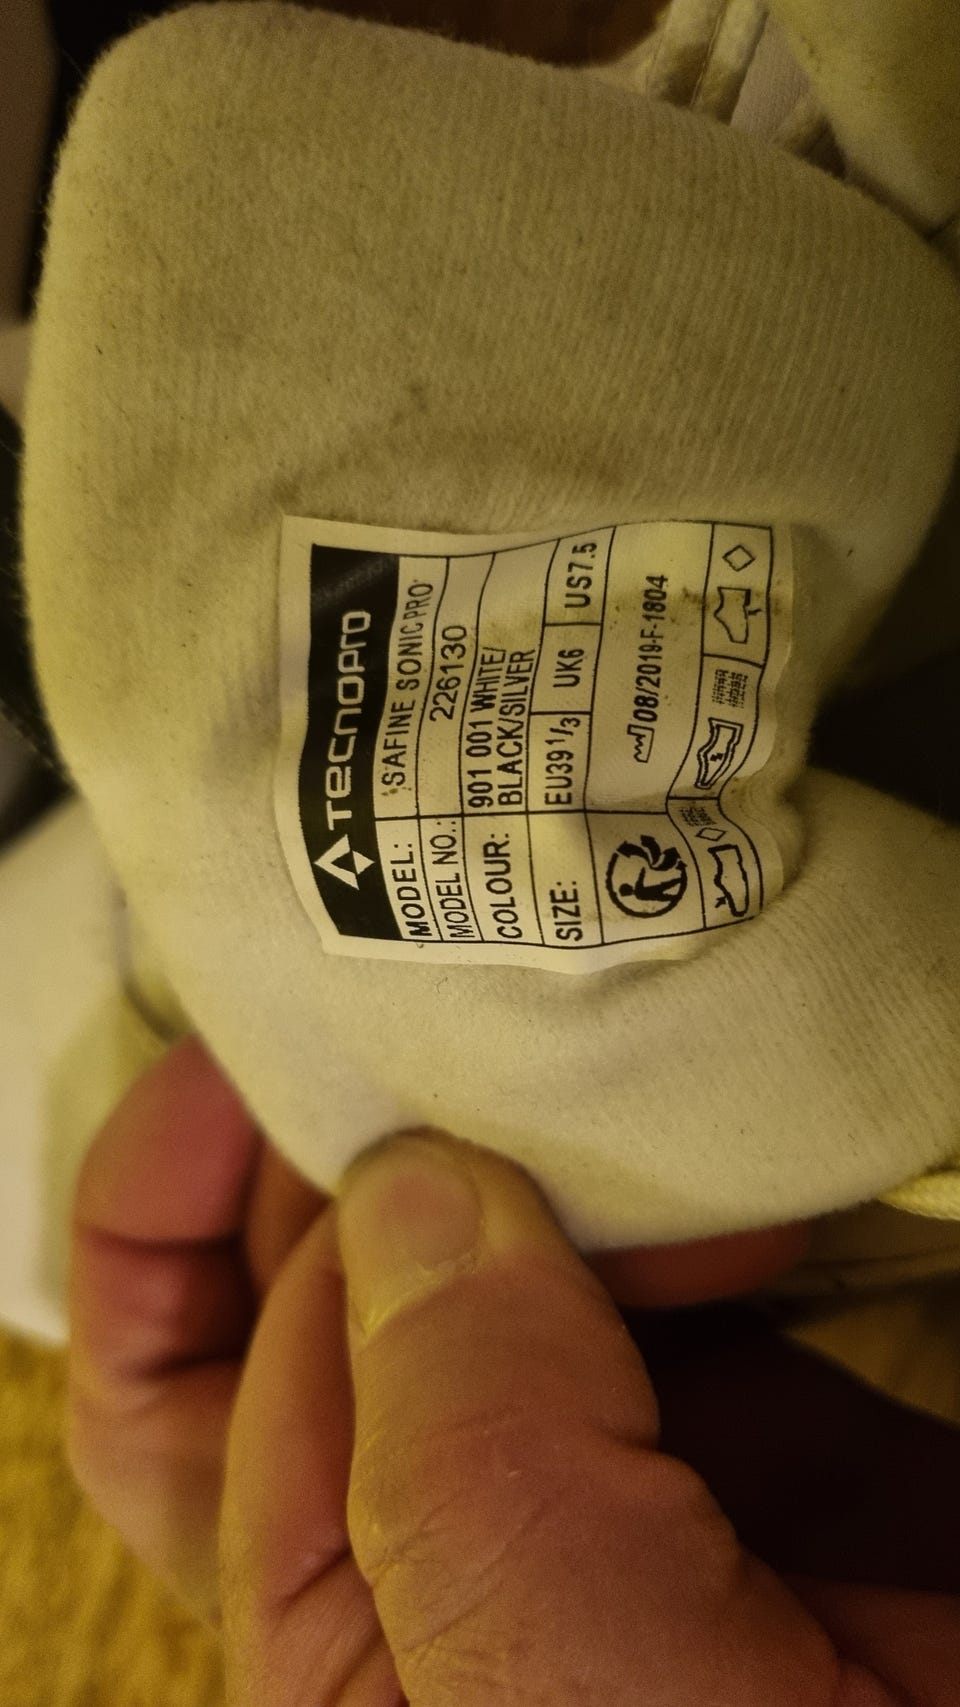 TECNOPRO
MODEL: SAFINE SONIC PRO
MODEL NO.: 226130
COLOUR: 901 001 WHITE/
BLACK/SILVER
SIZE: EU39 1/3 UK6 US7.5
08/2019-F-1804